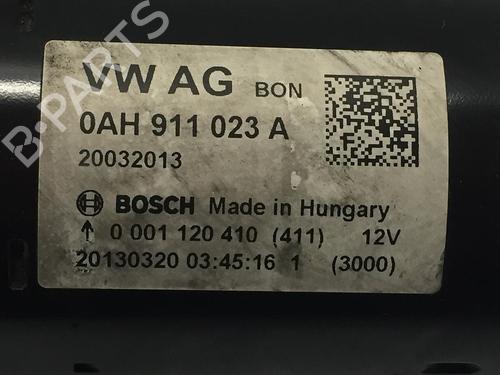 VW AG BON
0AH 911 023 A
20032013
BOSCH Made in Hungary
↑ 0 001 120 410 (411) 12V
20130320 03:45:16 1 (3000)
B-PARTS